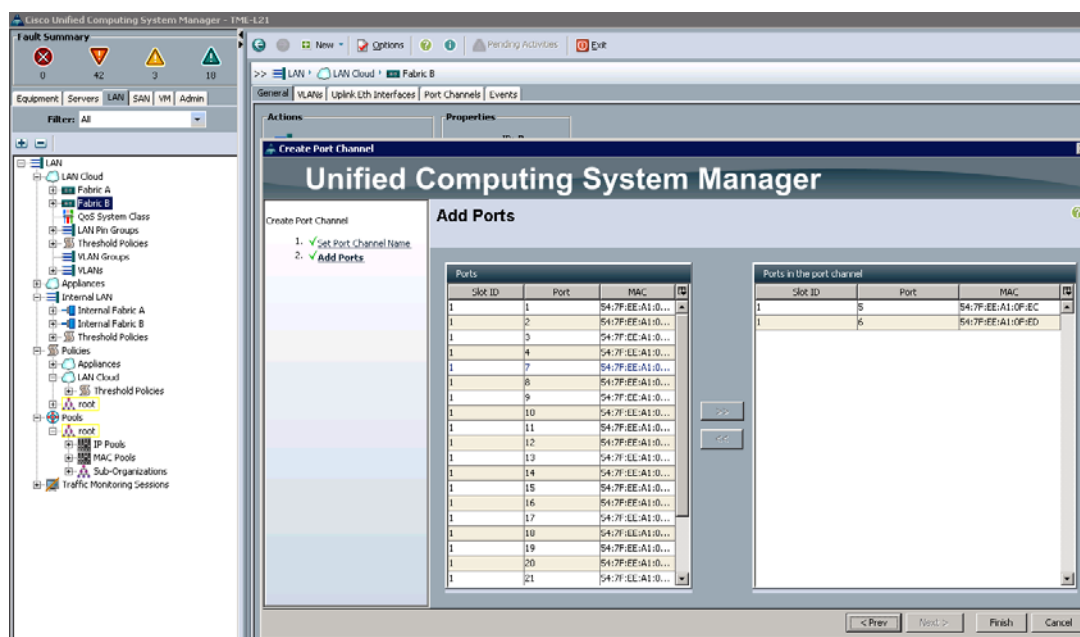 Cisco Unified Computing System Manager - TME-L21
Fault Summary
0 42 3 10
Equipment Servers LAN SAN VM Admin
Filter: All
LAN
LAN Cloud
Fabric A
Fabric B
QoS System Class
LAN Pin Groups
Threshold Policies
VLAN Groups
VLANs
Appliances
Internal LAN
Internal Fabric A
Internal Fabric B
Threshold Policies
Policies
Appliances
LAN Cloud
Threshold Policies
root
Pools
root
IP Pools
MAC Pools
Sub-Organizations
Traffic Monitoring Sessions
New Options Pending Activities Exit
>> LAN LAN Cloud Fabric B
General VLANs Uplink Eth Interfaces Port Channels Events
Actions Properties
Create Port Channel
Unified Computing System Manager
Create Port Channel
1. Set Port Channel Name
2. Add Ports
Add Ports
Ports
Slot ID Port MAC
1 1 54:7F:EE:A1:0...
1 2 54:7F:EE:A1:0...
1 3 54:7F:EE:A1:0...
1 4 54:7F:EE:A1:0...
1 7 54:7F:EE:A1:0...
1 8 54:7F:EE:A1:0...
1 9 54:7F:EE:A1:0...
1 10 54:7F:EE:A1:0...
1 11 54:7F:EE:A1:0...
1 12 54:7F:EE:A1:0...
1 13 54:7F:EE:A1:0...
1 14 54:7F:EE:A1:0...
1 15 54:7F:EE:A1:0...
1 16 54:7F:EE:A1:0...
1 17 54:7F:EE:A1:0...
1 18 54:7F:EE:A1:0...
1 19 54:7F:EE:A1:0...
1 20 54:7F:EE:A1:0...
1 21 54:7F:EE:A1:0...
>>
<<
Ports in the port channel
Slot ID Port MAC
1 5 54:7F:EE:A1:0F:EC
1 6 54:7F:EE:A1:0F:ED
< Prev Next > Finish Cancel